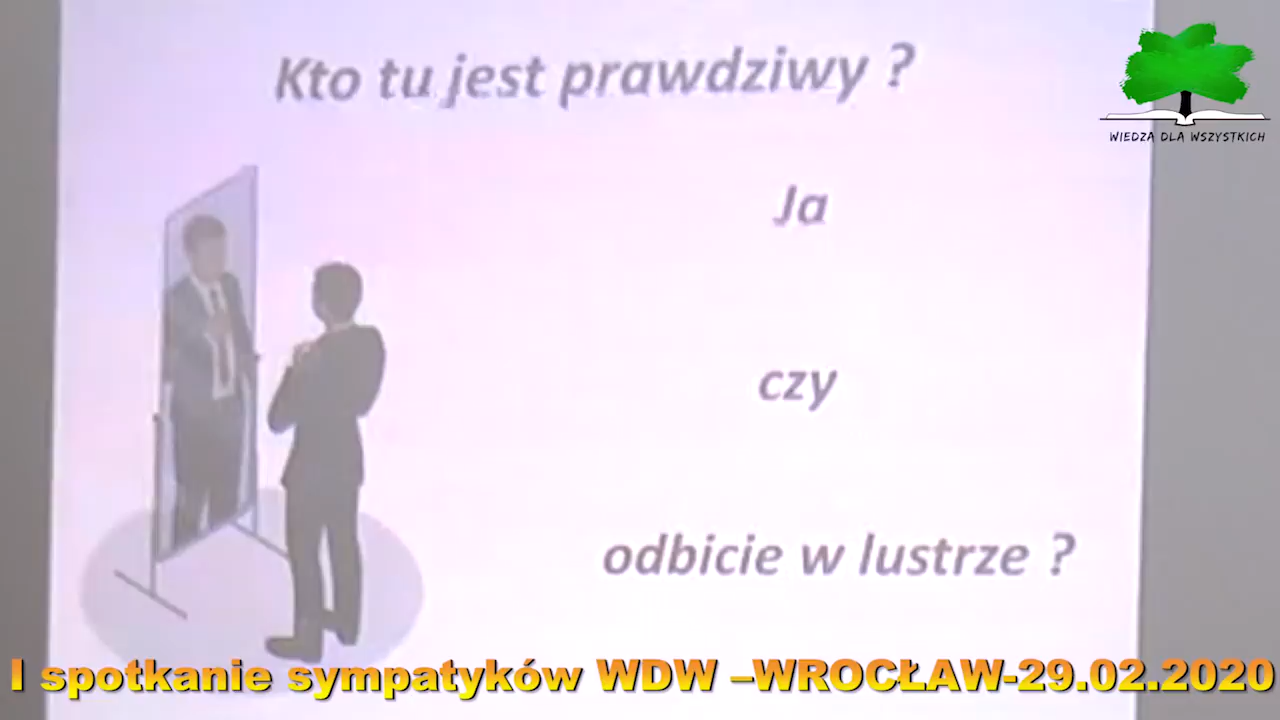 Kto tu jest prawdziwy ?
WIEDZA DLA WSZYSTKICH
Ja
czy
odbicie w lustrze ?
I spotkanie sympatyków WDW –WROCŁAW-29.02.2020